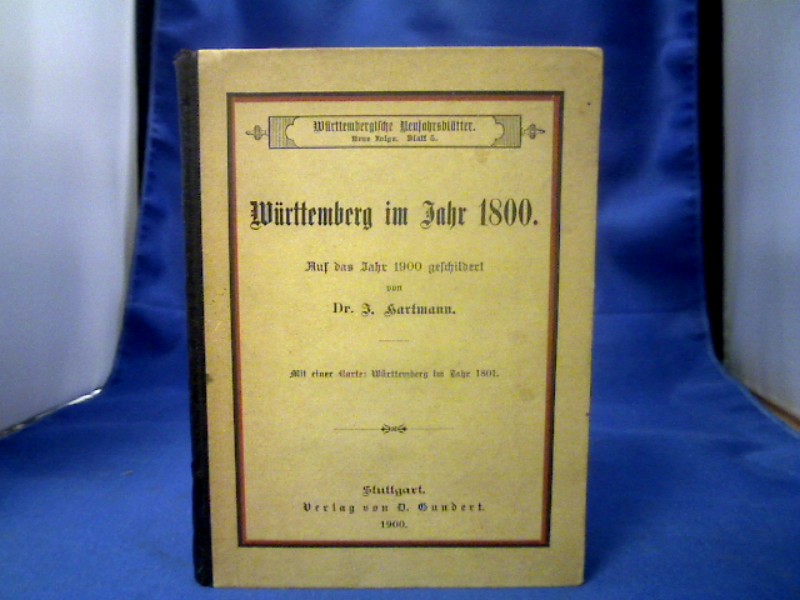 Württembergische Neujahrsblätter.
Neue Folge. Blatt 5.
Württemberg im Jahr 1800.
Auf das Jahr 1900 geschildert
von
Dr. J. Hartmann.
Mit einer Karte: Württemberg im Jahr 1801.
Stuttgart.
Verlag von D. Gundert.
1900.